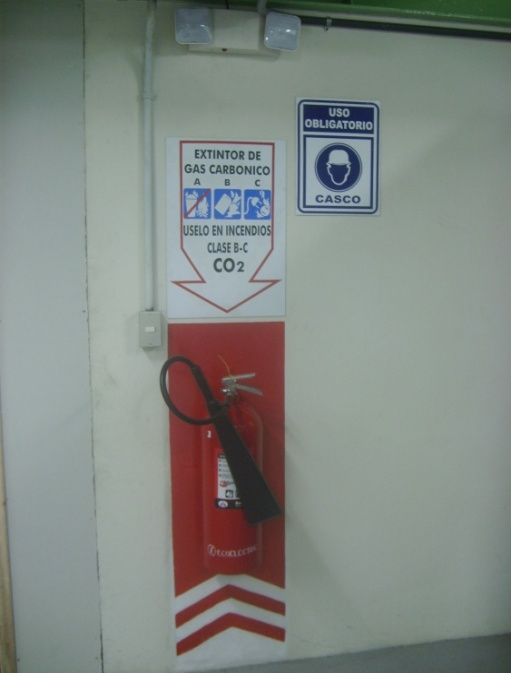 USO
OBLIGATORIO
CASCO
EXTINTOR DE
GAS CARBONICO
A B C
USELO EN INCENDIOS
CLASE B-C
CO2